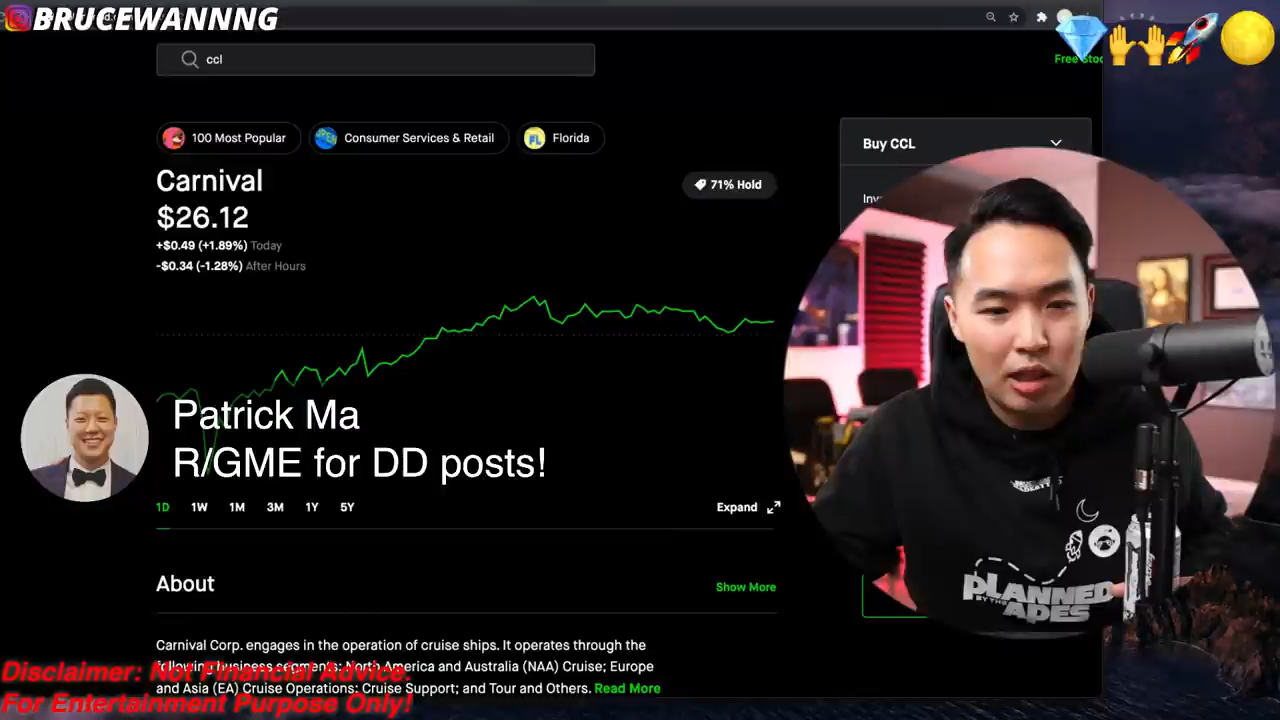 BRUCEWANNNG
ccl
Free Stoc
100 Most Popular
Consumer Services & Retail
Florida
Buy CCL
Carnival
71% Hold
$26.12
+$0.49 (+1.89%) Today
-$0.34 (-1.28%) After Hours
Patrick Ma
R/GME for DD posts!
1D 1W 1M 3M 1Y 5Y
Expand
PLANNED
BY THE
APES
About
Show More
Carnival Corp. engages in the operation of cruise ships. It operates through the
following business segments: North America and Australia (NAA) Cruise; Europe
and Asia (EA) Cruise Operations; Cruise Support; and Tour and Others. Read More
Disclaimer: Not Financial Advice.
For Entertainment Purpose Only!